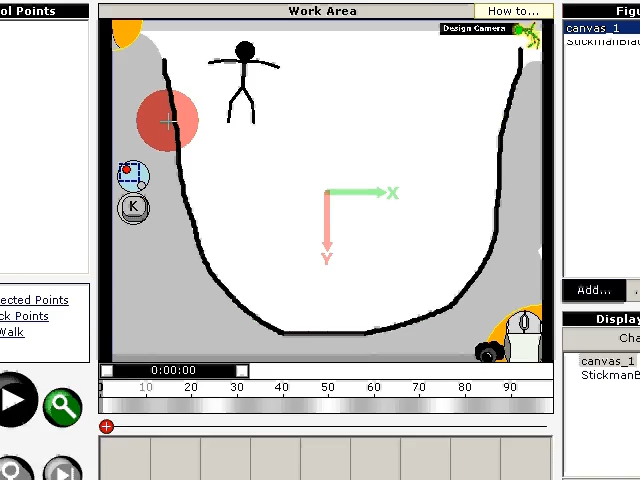 ol Points
Work Area
How to...
Figu
Design Camera
canvas_1
StickmanBla
X
K
Y
ected Points
ck Points
Walk
Add...
Display
Cha
canvas_1
StickmanB
0:00:00
0 10 20 30 40 50 60 70 80 90